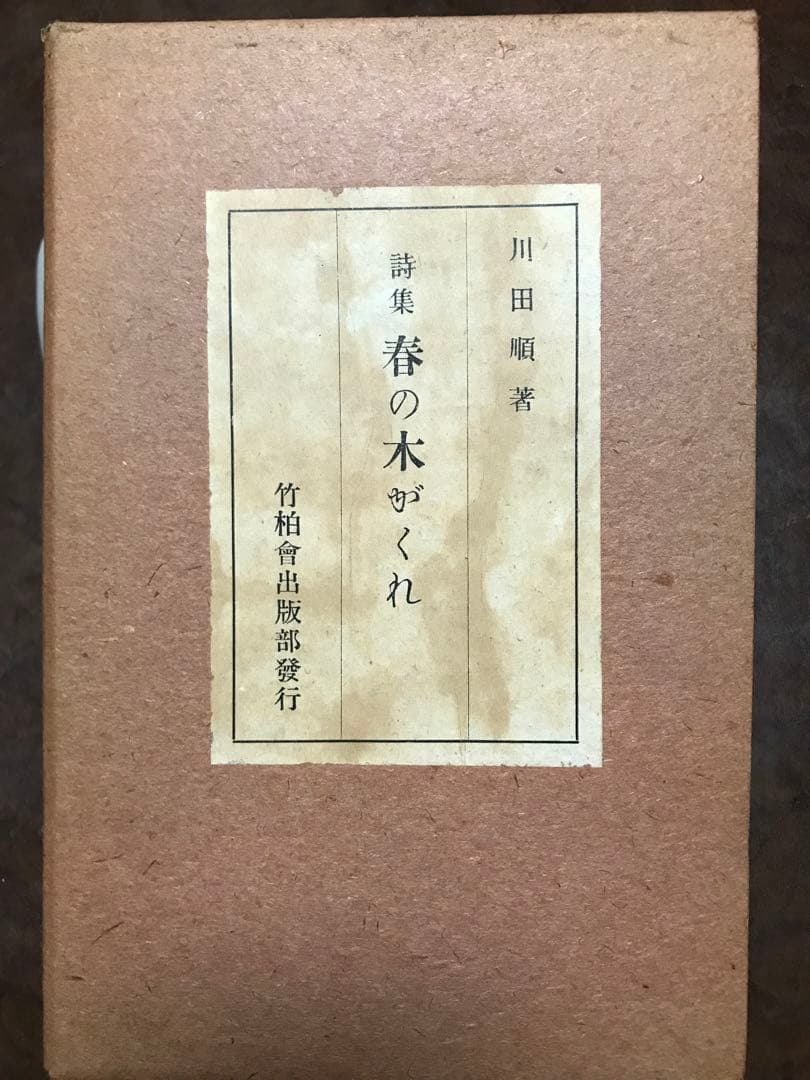 川田順著
詩集 春の木がくれ
竹柏會出版部發行